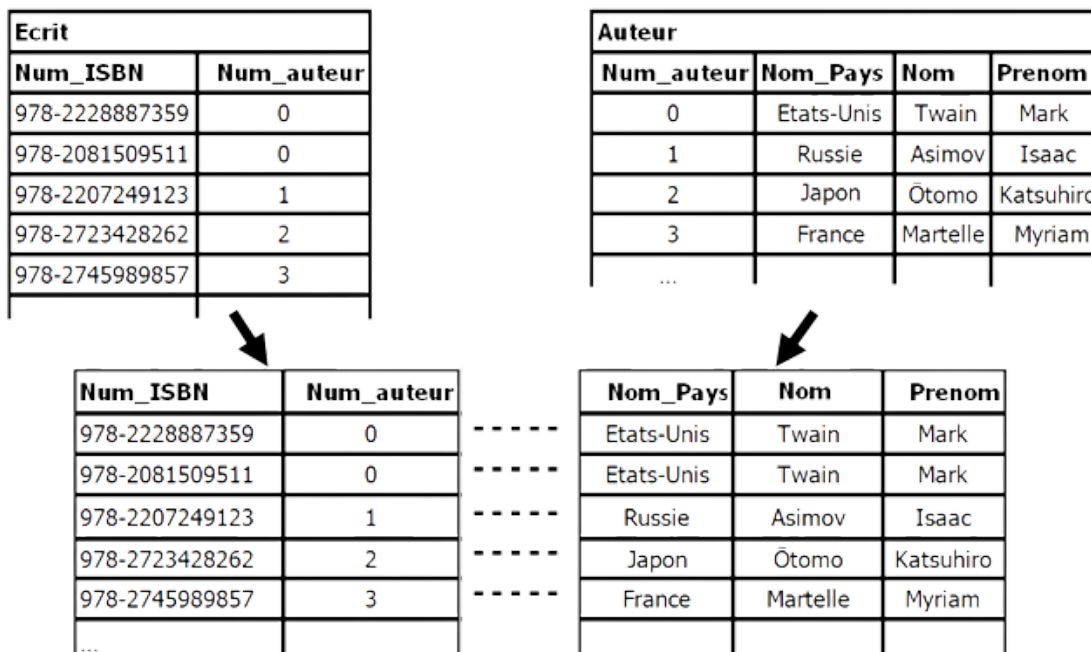 Ecrit
Num_ISBN Num_auteur
978-2228887359 0
978-2081509511 0
978-2207249123 1
978-2723428262 2
978-2745989857 3
Auteur
Num_auteur Nom_Pays Nom Prenom
0 Etats-Unis Twain Mark
1 Russie Asimov Isaac
2 Japon Ōtomo Katsuhiro
3 France Martelle Myriam
...
Num_ISBN Num_auteur Nom_Pays Nom Prenom
978-2228887359 0 ----- Etats-Unis Twain Mark
978-2081509511 0 ----- Etats-Unis Twain Mark
978-2207249123 1 ----- Russie Asimov Isaac
978-2723428262 2 ----- Japon Ōtomo Katsuhiro
978-2745989857 3 ----- France Martelle Myriam
...